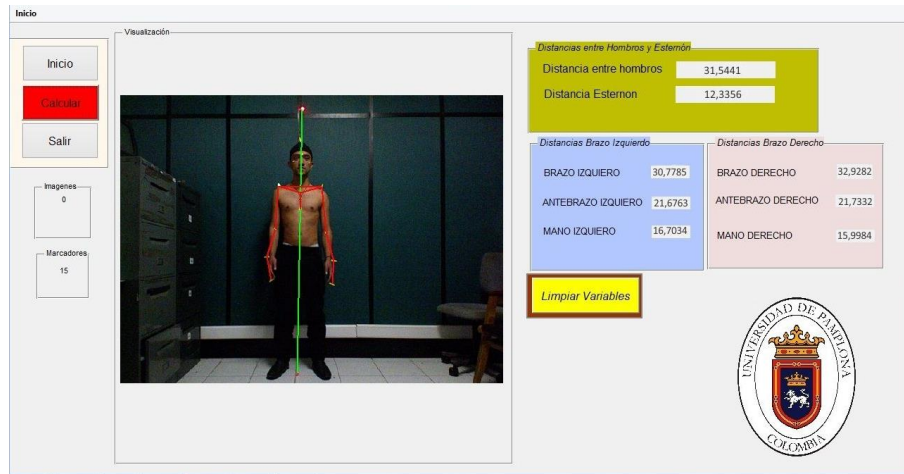 Inicio
Inicio
Calcular
Salir
Imagenes
0
Marcadores
15
Visualización
Distancias entre Hombros y Esternón
Distancia entre hombros 31,5441
Distancia Esternon 12,3356
Distancias Brazo Izquierdo
BRAZO IZQUIERO 30,7785
ANTEBRAZO IZQUIERO 21,6763
MANO IZQUIERO 16,7034
Distancias Brazo Derecho
BRAZO DERECHO 32,9282
ANTEBRAZO DERECHO 21,7332
MANO DERECHO 15,9984
Limpiar Variables
UNIVERSIDAD DE PAMPLONA
COLOMBIA